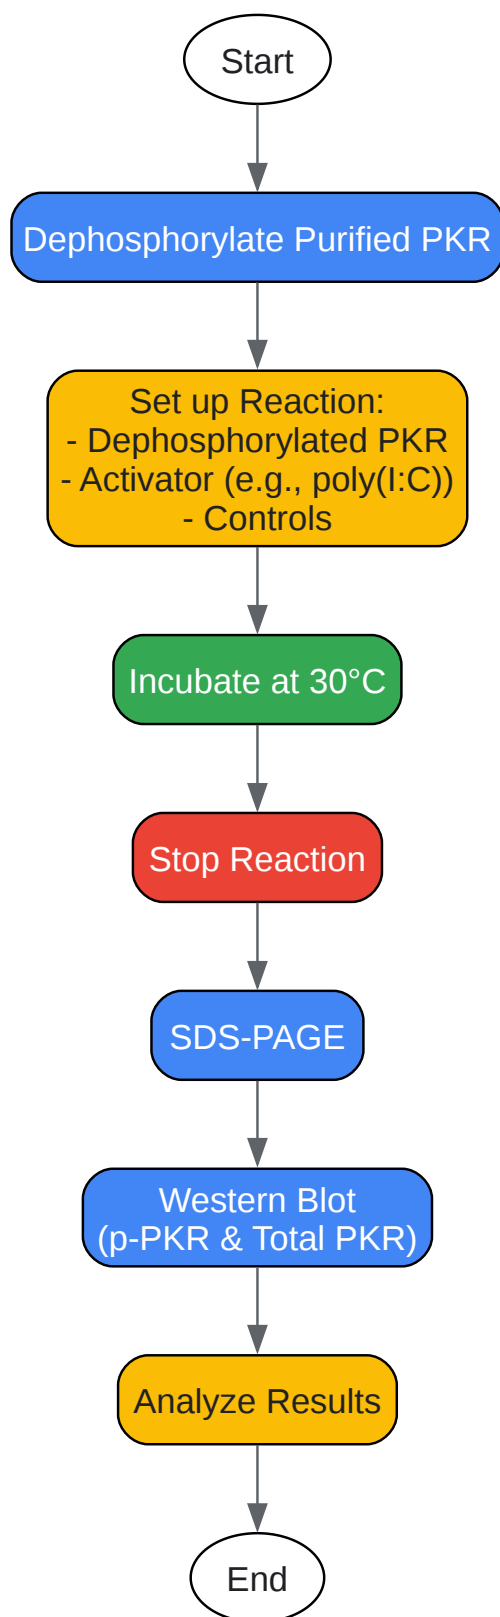 Start
Dephosphorylate Purified PKR
Set up Reaction:
- Dephosphorylated PKR
- Activator (e.g., poly(I:C))
- Controls
Incubate at 30°C
Stop Reaction
SDS-PAGE
Western Blot
(p-PKR & Total PKR)
Analyze Results
End